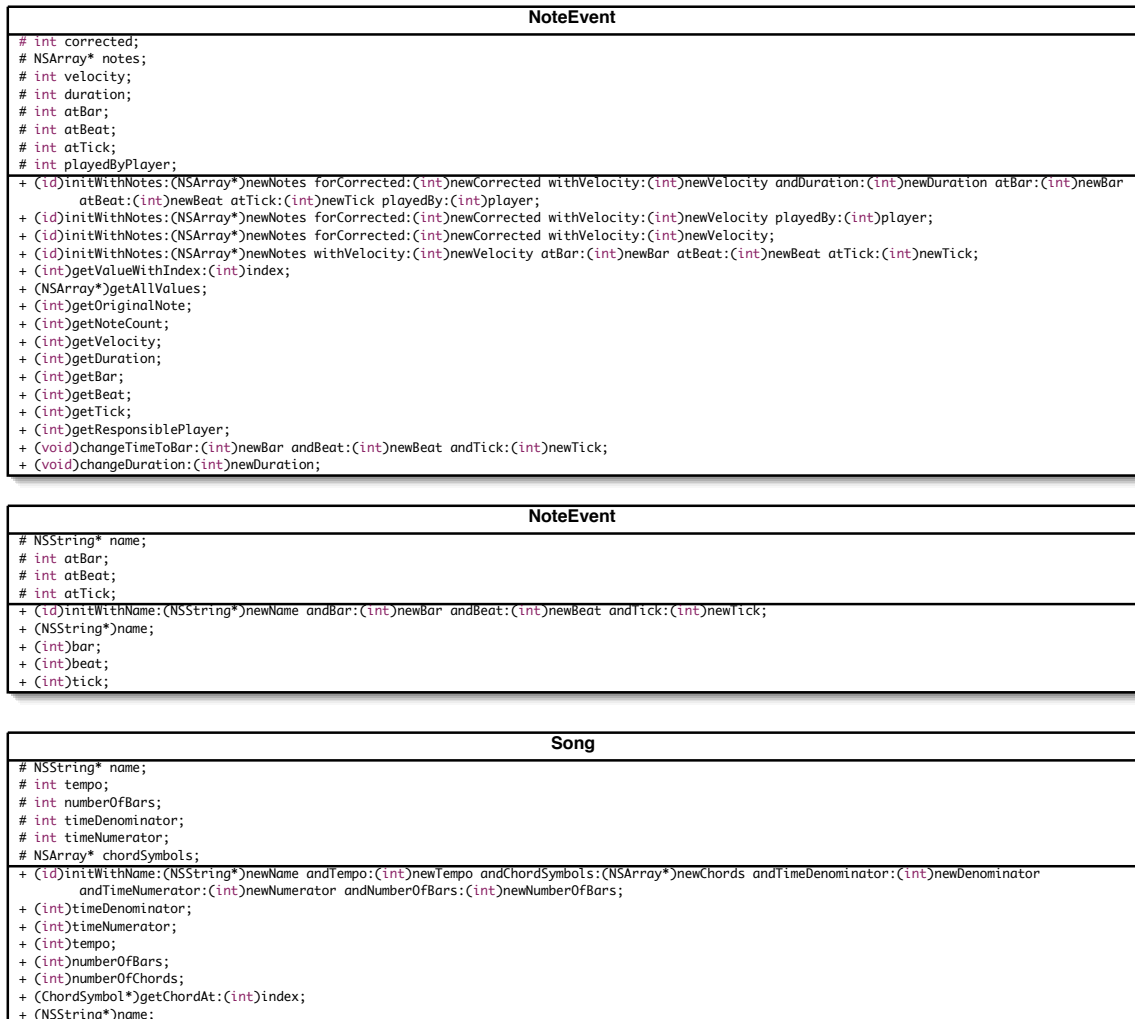 NoteEvent
# int corrected;
# NSArray* notes;
# int velocity;
# int duration;
# int atBar;
# int atBeat;
# int atTick;
# int playedByPlayer;
+ (id)initWithNotes:(NSArray*)newNotes forCorrected:(int)newCorrected withVelocity:(int)newVelocity andDuration:(int)newDuration atBar:(int)newBar
atBeat:(int)newBeat atTick:(int)newTick playedBy:(int)player;
+ (id)initWithNotes:(NSArray*)newNotes forCorrected:(int)newCorrected withVelocity:(int)newVelocity playedBy:(int)player;
+ (id)initWithNotes:(NSArray*)newNotes forCorrected:(int)newCorrected withVelocity:(int)newVelocity;
+ (id)initWithNotes:(NSArray*)newNotes withVelocity:(int)newVelocity atBar:(int)newBar atBeat:(int)newBeat atTick:(int)newTick;
+ (int)getValueWithIndex:(int)index;
+ (NSArray*)getAllValues;
+ (int)getOriginalNote;
+ (int)getNoteCount;
+ (int)getVelocity;
+ (int)getDuration;
+ (int)getBar;
+ (int)getBeat;
+ (int)getTick;
+ (int)getResponsiblePlayer;
+ (void)changeTimeToBar:(int)newBar andBeat:(int)newBeat andTick:(int)newTick;
+ (void)changeDuration:(int)newDuration;
NoteEvent
# NSString* name;
# int atBar;
# int atBeat;
# int atTick;
+ (id)initWithName:(NSString*)newName andBar:(int)newBar andBeat:(int)newBeat andTick:(int)newTick;
+ (NSString*)name;
+ (int)bar;
+ (int)beat;
+ (int)tick;
Song
# NSString* name;
# int tempo;
# int numberOfBars;
# int timeDenominator;
# int timeNumerator;
# NSArray* chordSymbols;
+ (id)initWithName:(NSString*)newName andTempo:(int)newTempo andChordSymbols:(NSArray*)newChords andTimeDenominator:(int)newDenominator
andTimeNumerator:(int)newNumerator andNumberOfBars:(int)newNumberOfBars;
+ (int)timeDenominator;
+ (int)timeNumerator;
+ (int)tempo;
+ (int)numberOfBars;
+ (int)numberOfChords;
+ (ChordSymbol*)getChordAt:(int)index;
+ (NSString*)name;